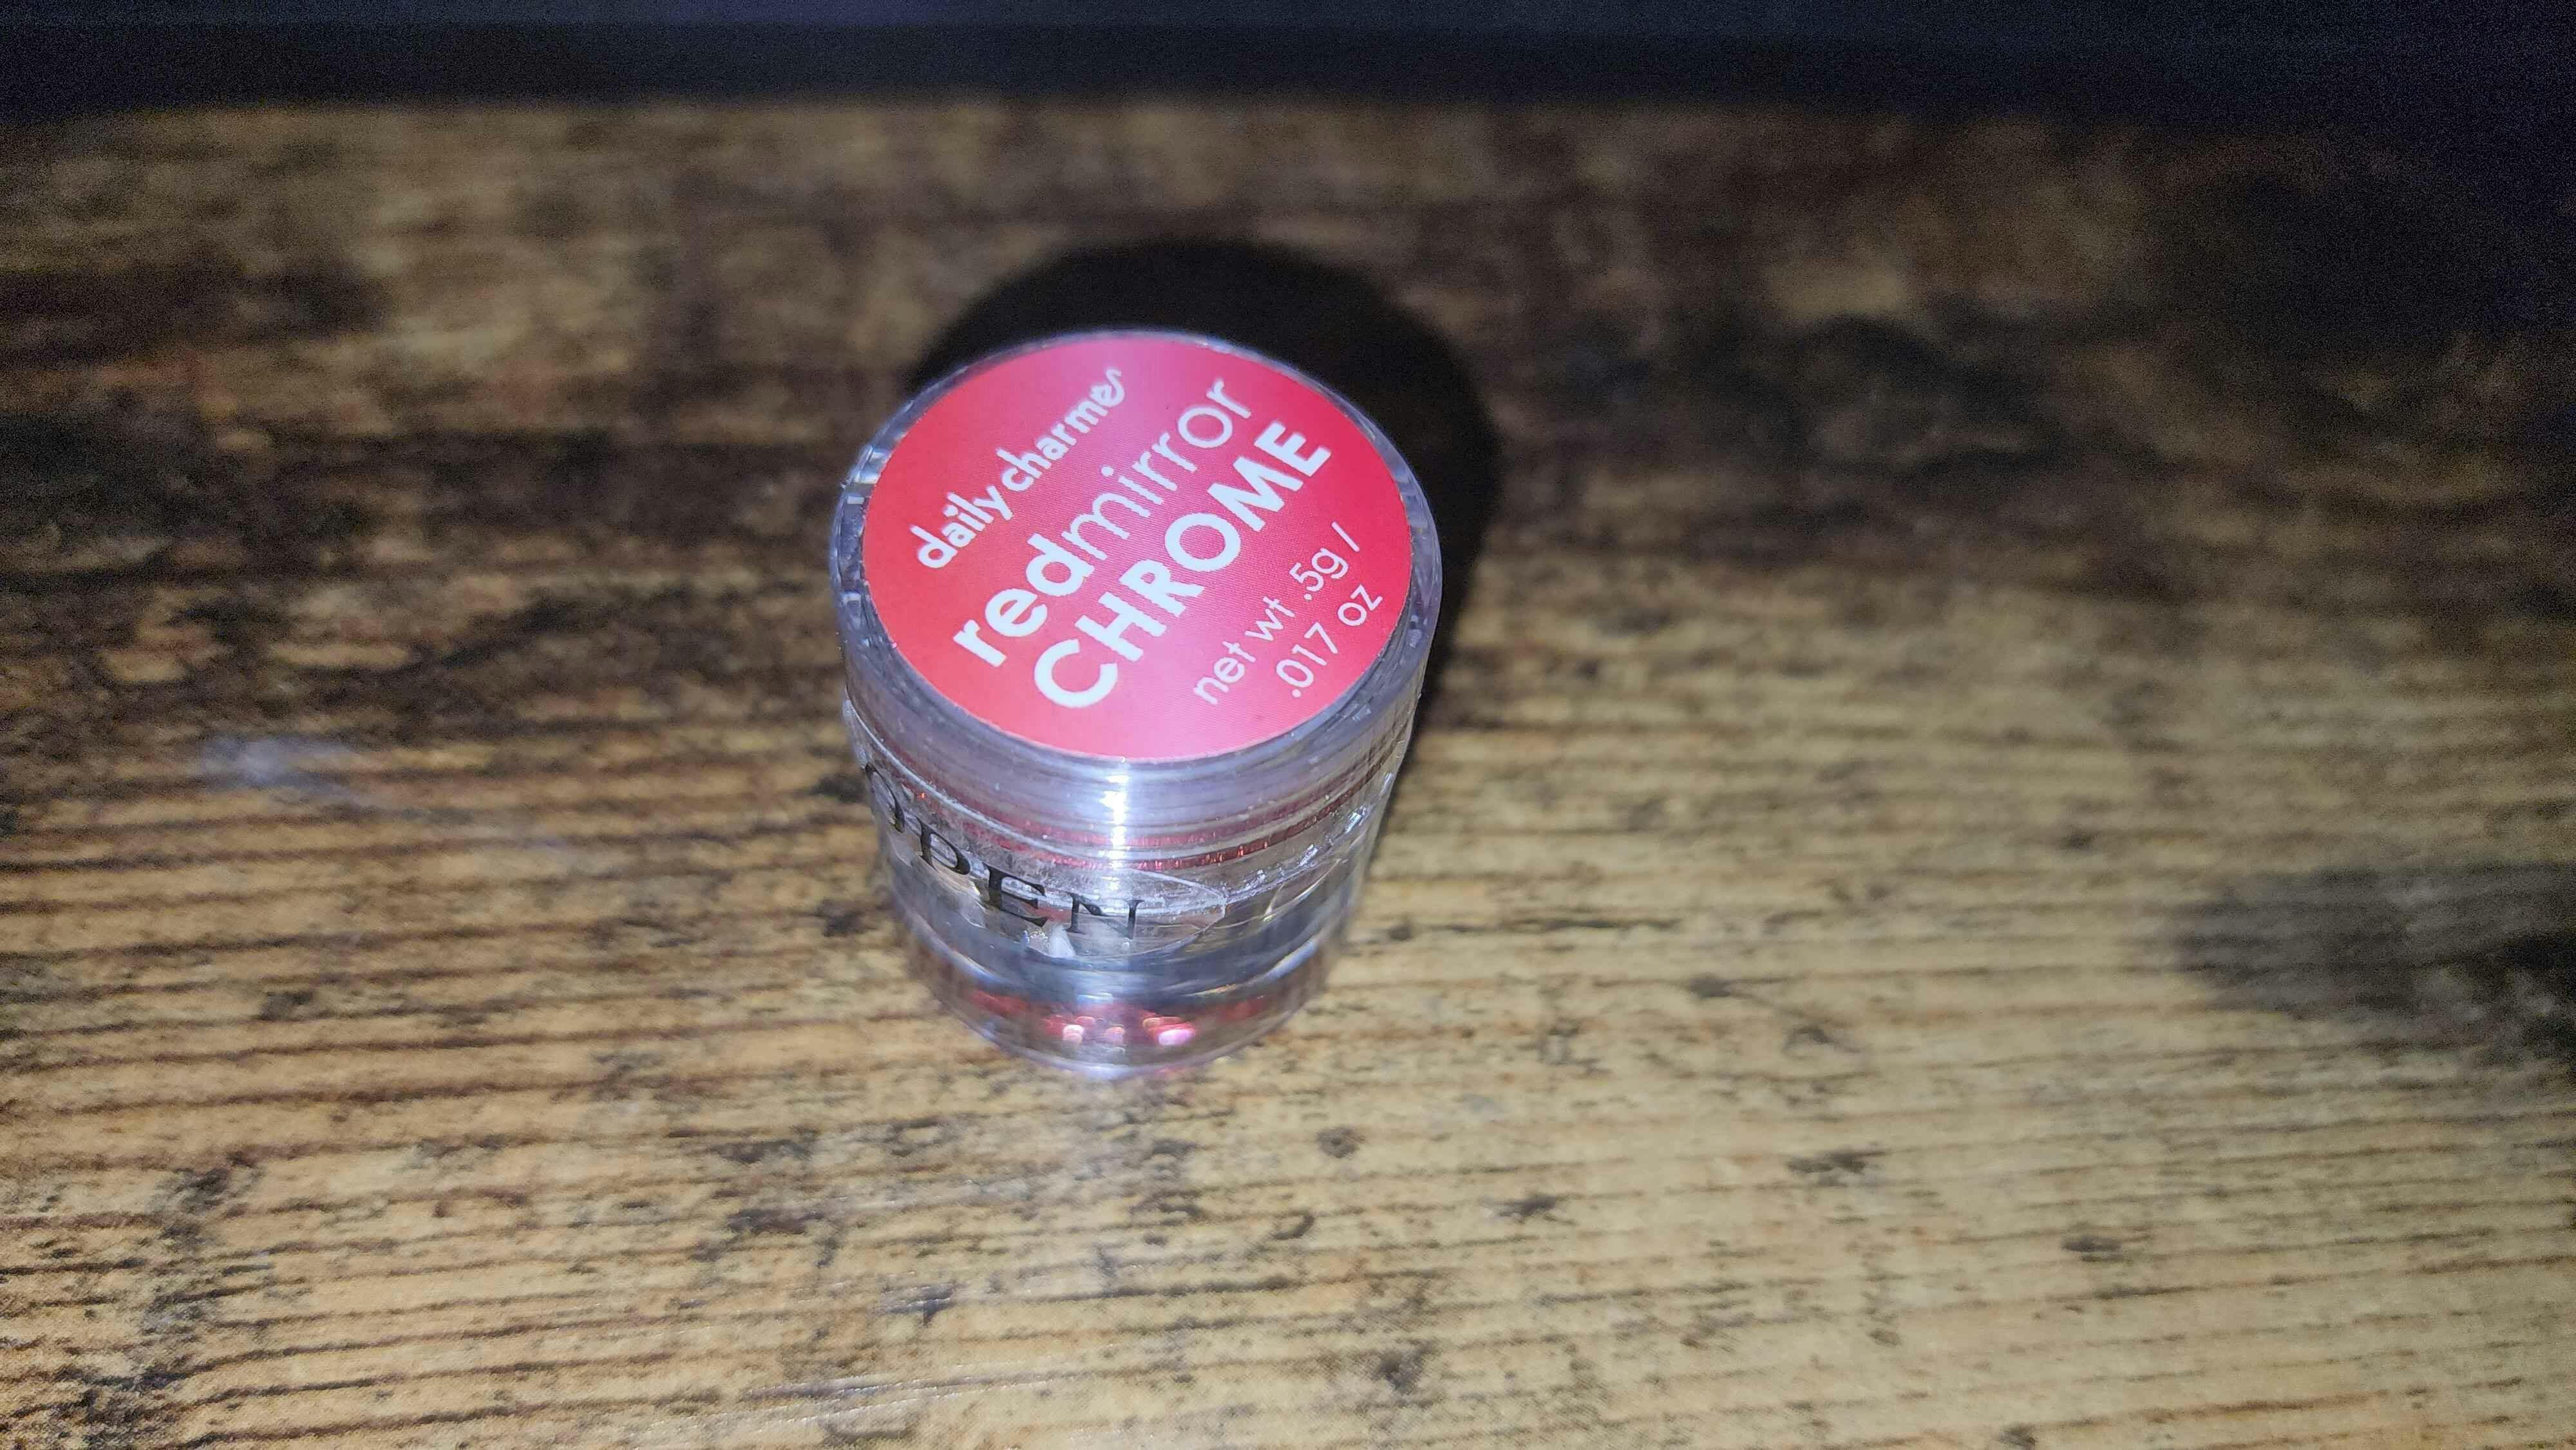 daily charme
redmirror
CHROME
net wt .5g /
.017 oz
OPEN